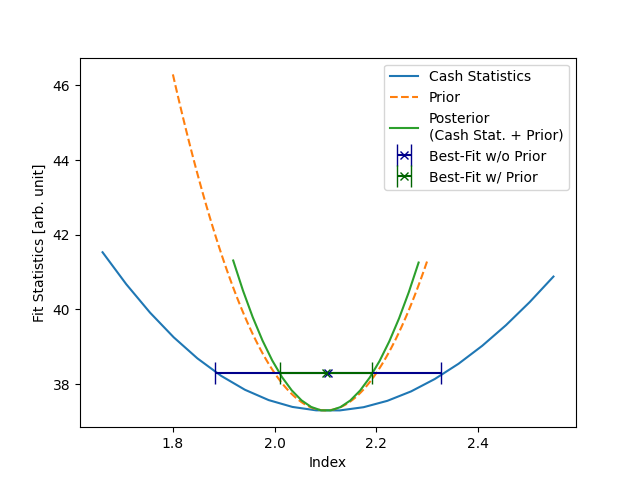 46
44
42
40
38
Fit Statistics [arb. unit]
1.8
2.0
2.2
2.4
Index
Cash Statistics
Prior
Posterior
(Cash Stat. + Prior)
Best-Fit w/o Prior
Best-Fit w/ Prior